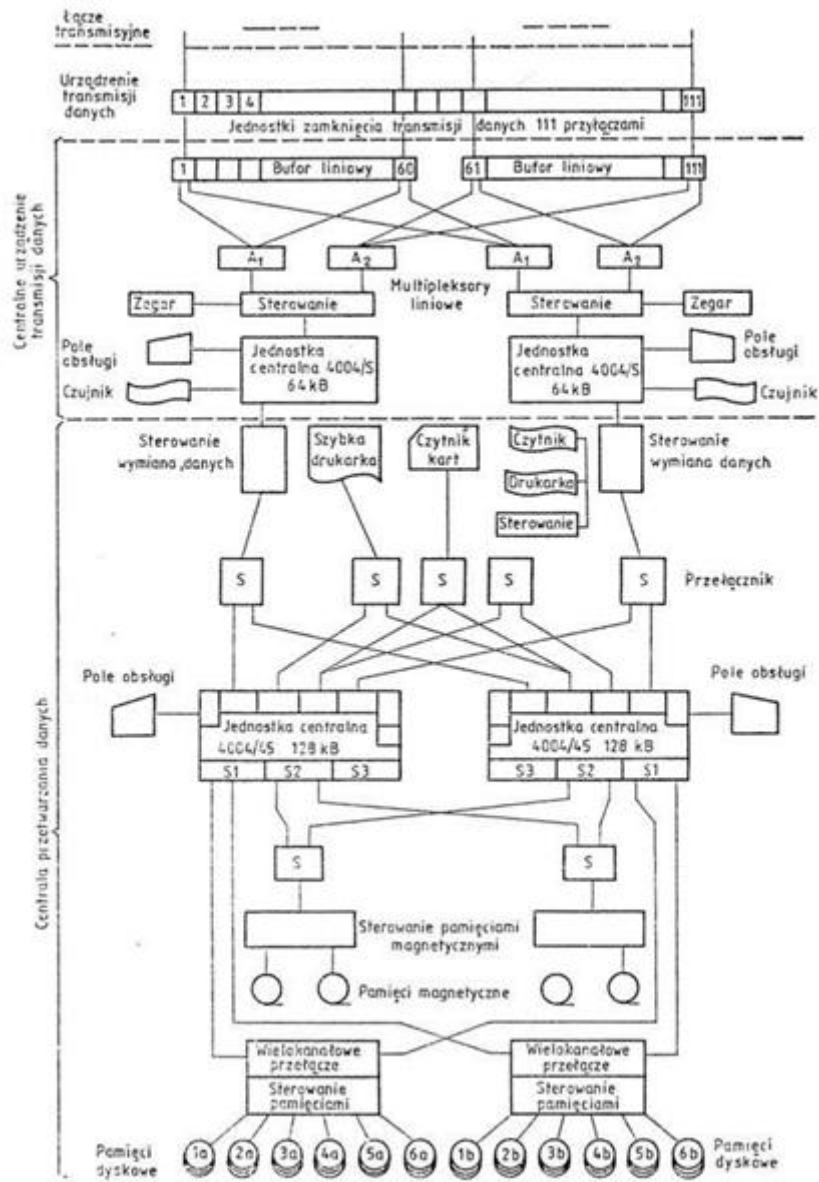 Łącze
transmisyjne
Urządzenie
transmisji
danych
1 2 3 4 111
Jednostki zamknięcia transmisji danych 111 przyłączami
1 Bufor liniowy 60 61 Bufor liniowy 111
Centralne urządzenie
transmisji danych
A1 A2 A1 A2
Multipleksory
liniowe
Zegar Sterowanie Sterowanie Zegar
Pole
obsługi
Jednostka
centralna 4004/S
64 kB
Jednostka
centralna 4004/S
64 kB
Pole
obsługi
Czujnik Czujnik
Centrala przetwarzania danych
Sterowanie
wymiana danych
Szybka
drukarka
Czytnik
kart
Czytnik
Drukarka
Sterowanie
Sterowanie
wymiana danych
S S S S S Przełącznik
Pole obsługi Pole obsługi
Jednostka centralna
4004/45 128 kB
S1 S2 S3
Jednostka centralna
4004/45 128 kB
S3 S2 S1
S S
Sterowanie pamięciami
magnetycznymi
Pamięci magnetyczne
Wielokanałowe
przełącze
Sterowanie
pamięciami
Wielokanałowe
przełącze
Sterowanie
pamięciami
Pamięci
dyskowe
1a 2a 3a 4a 5a 6a 1b 2b 3b 4b 5b 6b
Pamięci
dyskowe